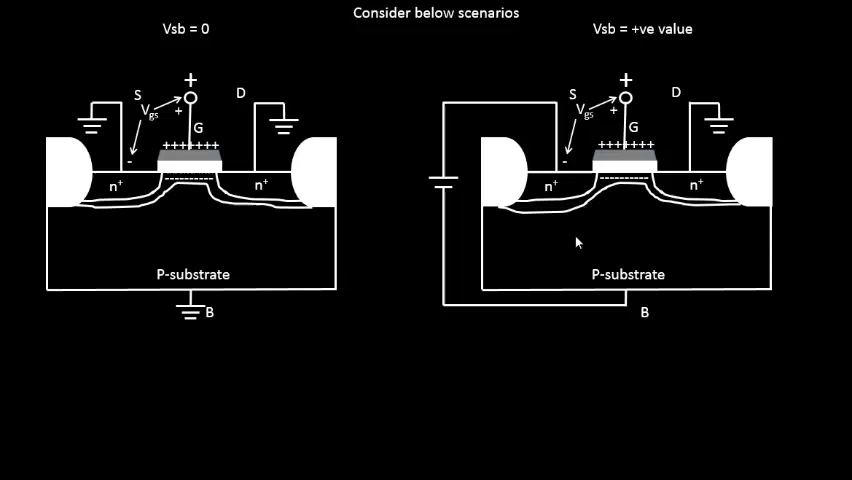 Consider below scenarios
Vsb = 0
Vsb = +ve value
+
+
S
D
S
D
Vgs
+
Vgs
+
G
G
+++++++
+++++++
-
-
n+
n+
n+
n+
P-substrate
P-substrate
B
B